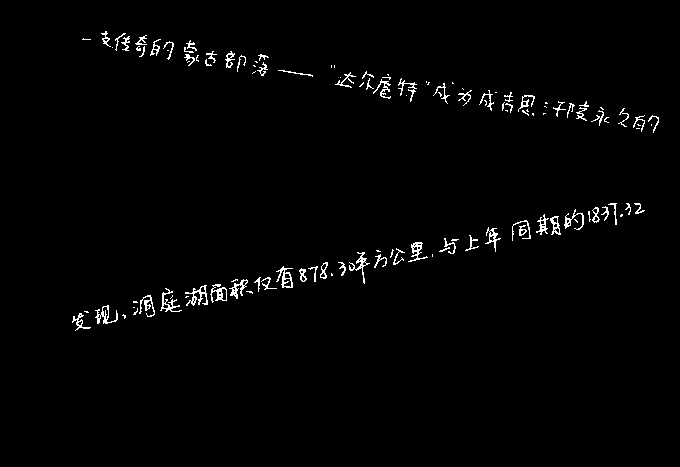 一支传奇的蒙古部落——“达尔扈特”成为成吉思汗陵永久的
发现，洞庭湖面积仅有878.30平方公里，与上年同期的1837.32